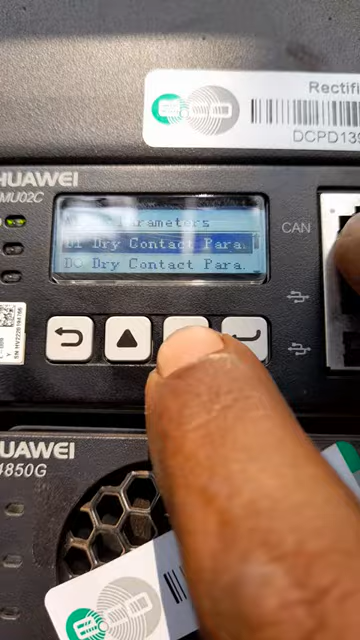 Rectifi
DCPD139
HUAWEI
MU02C
Parameters
CAN
DI Dry Contact Para.
DO Dry Contact Para.
HUAWEI
4850G